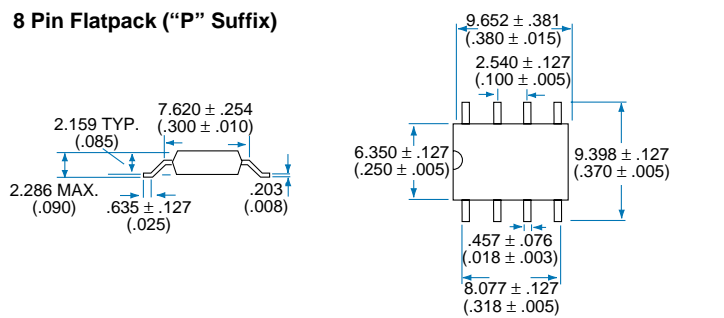 8 Pin Flatpack (“P” Suffix)
7.620 ± .254
(.300 ± .010)
2.159 TYP.
(.085)
2.286 MAX.
(.090)
.635 ± .127
(.025)
.203
(.008)
9.652 ± .381
(.380 ± .015)
2.540 ± .127
(.100 ± .005)
6.350 ± .127
(.250 ± .005)
9.398 ± .127
(.370 ± .005)
.457 ± .076
(.018 ± .003)
8.077 ± .127
(.318 ± .005)